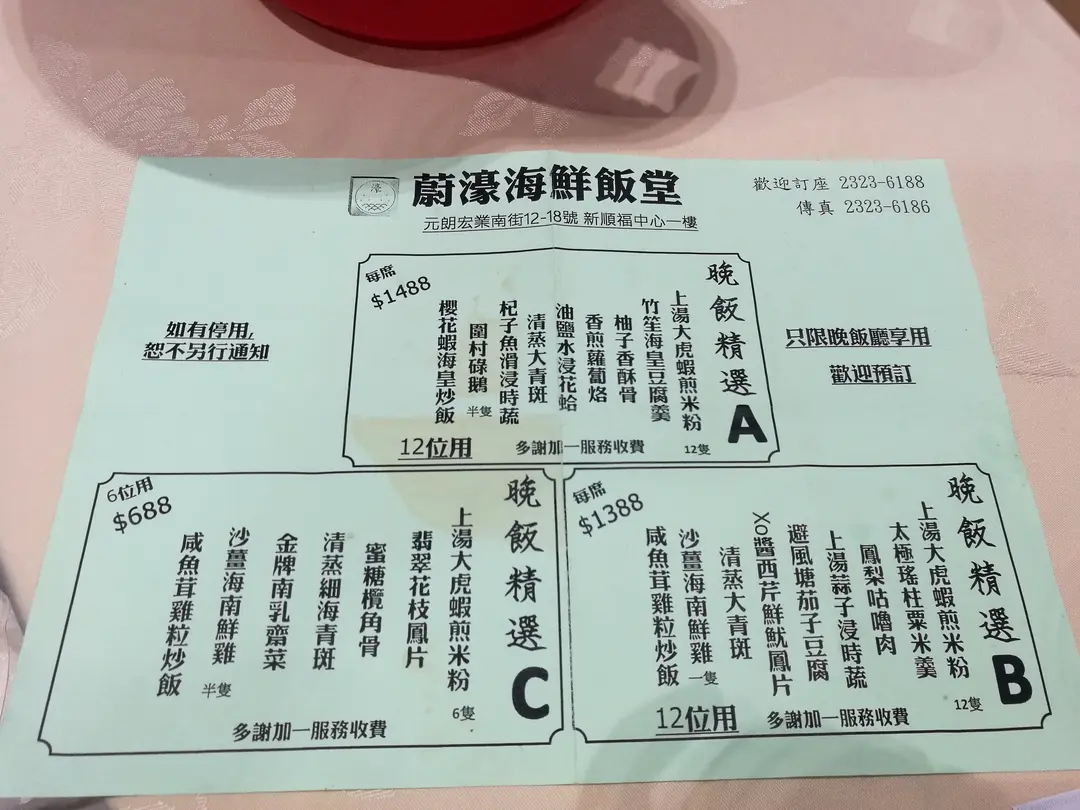 濠
蔚濠海鮮飯堂
元朗宏業南街12-18號 新順福中心一樓
歡迎訂座 2323-6188
傳真 2323-6186
如有停用,
恕不另行通知
只限晚飯廳享用
歡迎預訂
晚飯精選
A
每席
$1488
上湯大虎蝦煎米粉 12隻
竹笙海皇豆腐羹
柚子香酥骨
香煎蘿蔔烙
油鹽水浸花蛤
清蒸大青斑
杞子魚滑浸時蔬
圍村碌鵝 半隻
櫻花蝦海皇炒飯
12位用
多謝加一服務收費
晚飯精選
C
6位用
$688
上湯大虎蝦煎米粉 6隻
翡翠花枝鳳片
蜜糖欖角骨
清蒸細海青斑
金牌南乳齋菜
沙薑海南鮮雞 半隻
咸魚茸雞粒炒飯
多謝加一服務收費
晚飯精選
B
每席
$1388
上湯大虎蝦煎米粉 12隻
太極瑤柱粟米羹
鳳梨咕嚕肉
上湯蒜子浸時蔬
避風塘茄子豆腐
XO醬西芹鮮魷鳳片
清蒸大青斑
沙薑海南鮮雞 一隻
咸魚茸雞粒炒飯
12位用
多謝加一服務收費